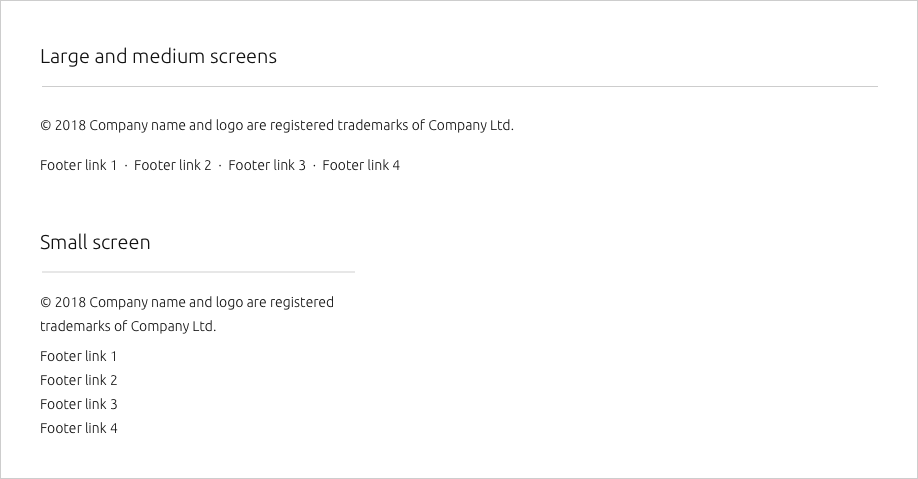 Large and medium screens
© 2018 Company name and logo are registered trademarks of Company Ltd.
Footer link 1 · Footer link 2 · Footer link 3 · Footer link 4
Small screen
© 2018 Company name and logo are registered
trademarks of Company Ltd.
Footer link 1
Footer link 2
Footer link 3
Footer link 4